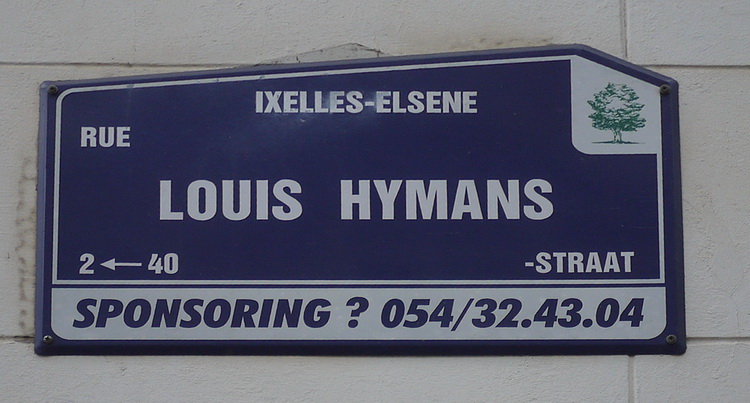 IXELLES-ELSENE
RUE
LOUIS HYMANS
2 ← 40
-STRAAT
SPONSORING ? 054/32.43.04